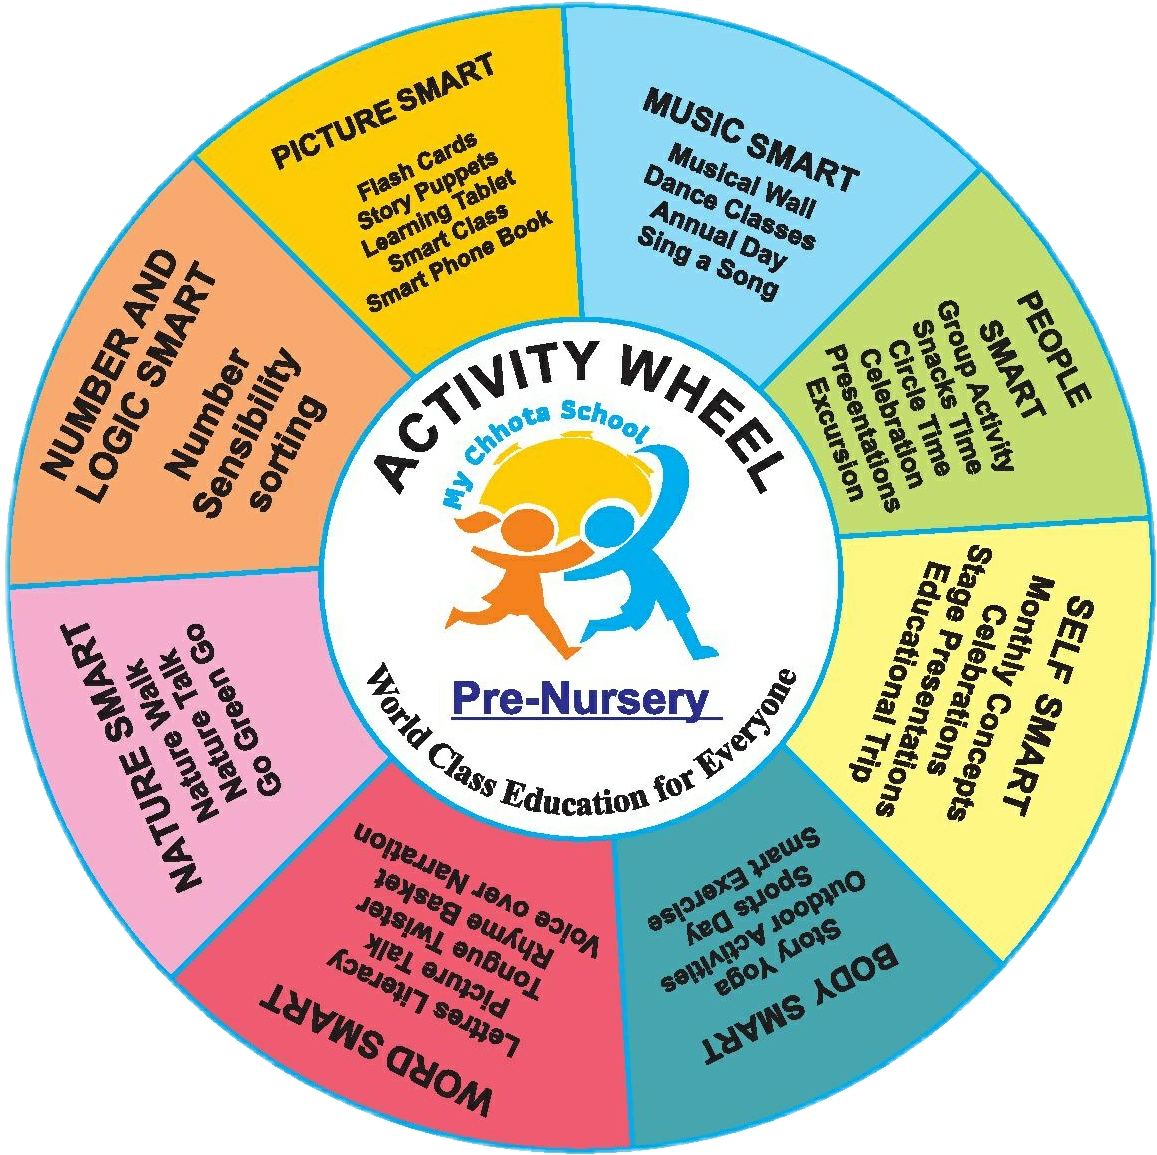 ACTIVITY WHEEL
My Chhota School
Pre-Nursery
World Class Education for Everyone
PICTURE SMART
Flash Cards
Story Puppets
Learning Tablet
Smart Class
Smart Phone Book
MUSIC SMART
Musical Wall
Dance Classes
Annual Day
Sing a Song
PEOPLE
SMART
Group Activity
Snacks Time
Circle Time
Celebration
Presentations
Excursion
SELF SMART
Monthly Concepts
Celebrations
Stage Presentations
Educational Trip
BODY SMART
Story Yoga
Outdoor Activities
Sports Day
Smart Exercise
WORD SMART
Lettres Literacy
Picture Talk
Tongue Twister
Rhyme Basket
Voice over Narration
NATURE SMART
Nature Walk
Nature Talk
Go Green Go
NUMBER AND
LOGIC SMART
Number
Sensibility
sorting